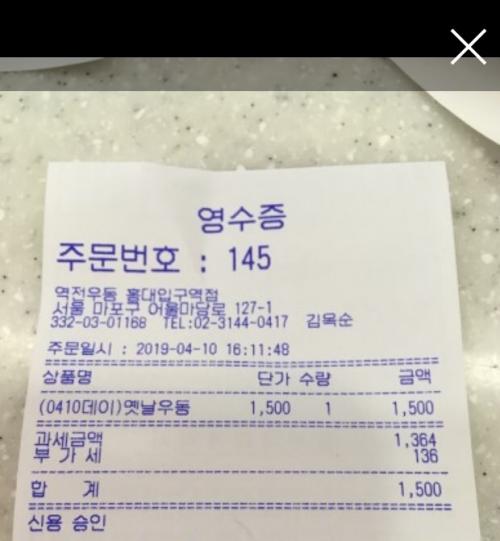 영수증
주문번호 : 145
역전우동 홍대입구역점
서울 마포구 어울마당로 127-1
332-03-01168 TEL:02-3144-0417 김옥순
주문일시 : 2019-04-10 16:11:48
상품명 단가 수량 금액
(0410데이)옛날우동 1,500 1 1,500
과세금액 1,364
부 가 세 136
합 계 1,500
신용 승인